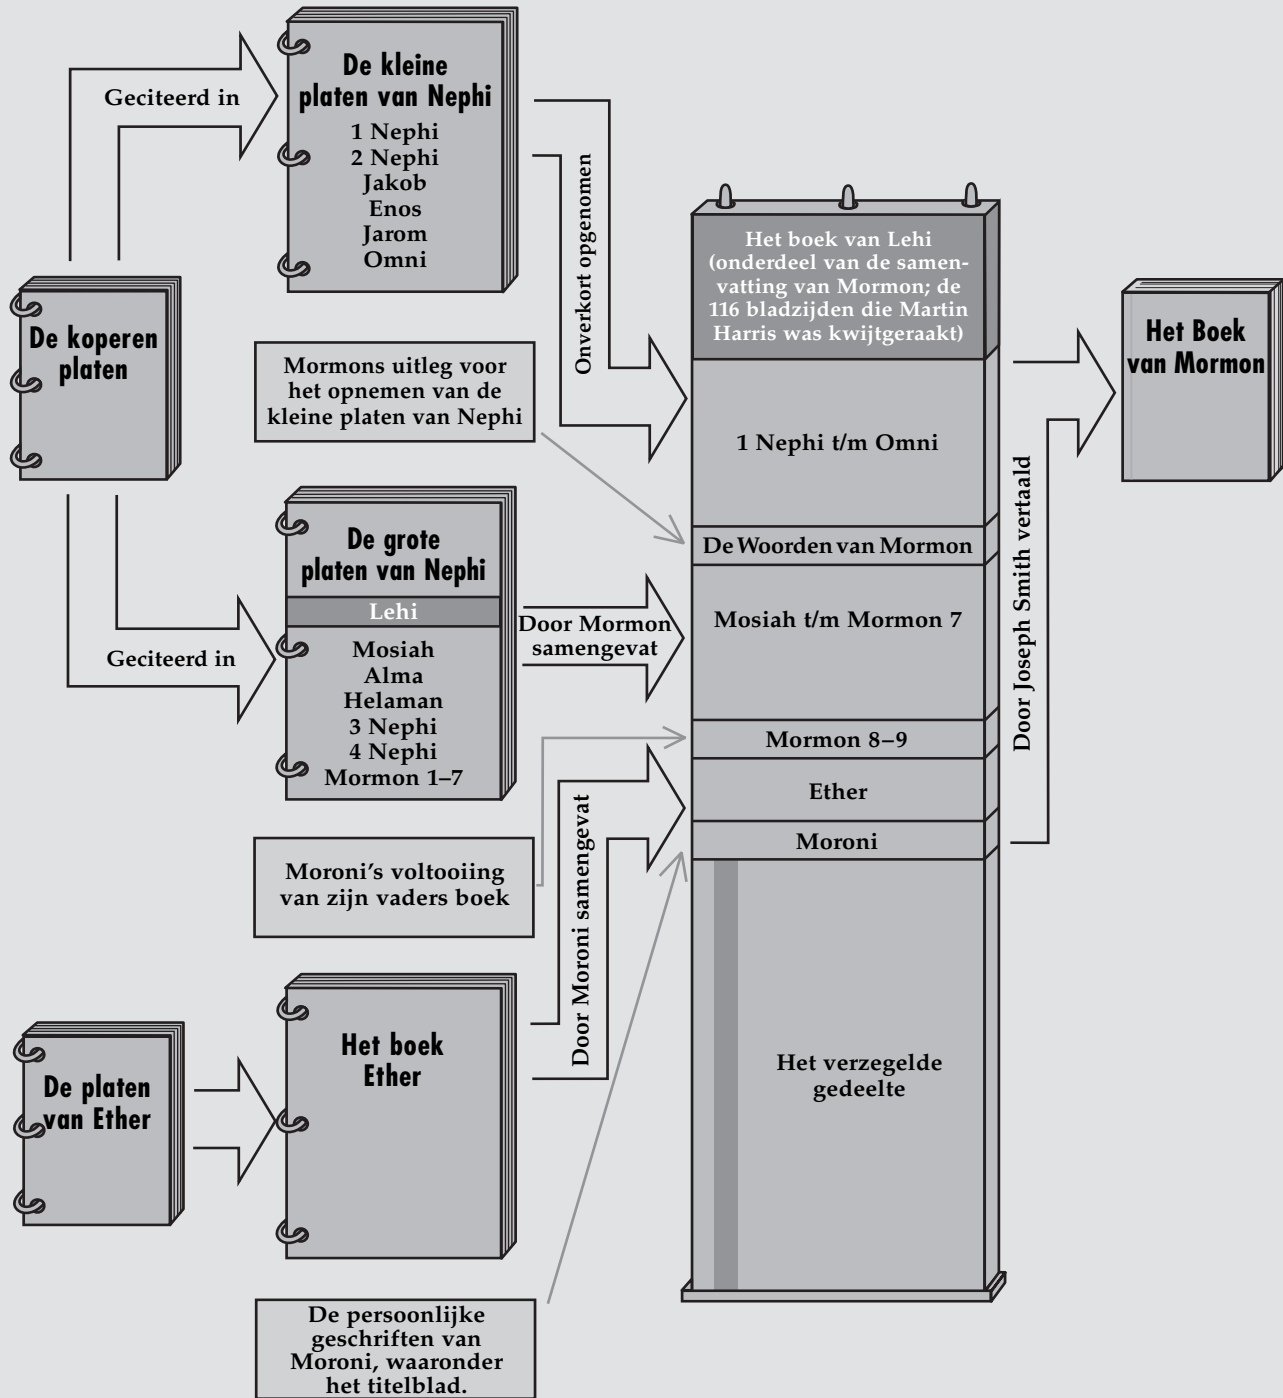 Geciteerd in
De kleine
platen van Nephi
1 Nephi
2 Nephi
Jakob
Enos
Jarom
Omni
Onverkort opgenomen
De koperen
platen
Mormons uitleg voor
het opnemen van de
kleine platen van Nephi
Geciteerd in
De grote
platen van Nephi
Lehi
Mosiah
Alma
Helaman
3 Nephi
4 Nephi
Mormon 1–7
Door Mormon
samengevat
Moroni's voltooiing
van zijn vaders boek
De platen
van Ether
Het boek
Ether
Door Moroni samengevat
De persoonlijke
geschriften van
Moroni, waaronder
het titelblad.
Het boek van Lehi
(onderdeel van de samen-
vatting van Mormon; de
116 bladzijden die Martin
Harris was kwijtgeraakt)
1 Nephi t/m Omni
De Woorden van Mormon
Mosiah t/m Mormon 7
Mormon 8–9
Ether
Moroni
Het verzegelde
gedeelte
Door Joseph Smith vertaald
Het Boek
van Mormon